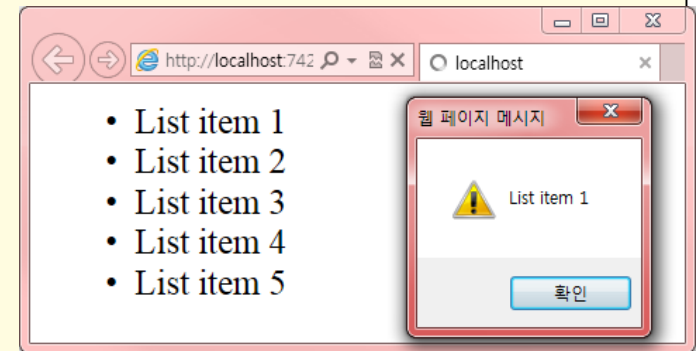 http://localhost:742
localhost
List item 1
List item 2
List item 3
List item 4
List item 5
웹 페이지 메시지
List item 1
확인